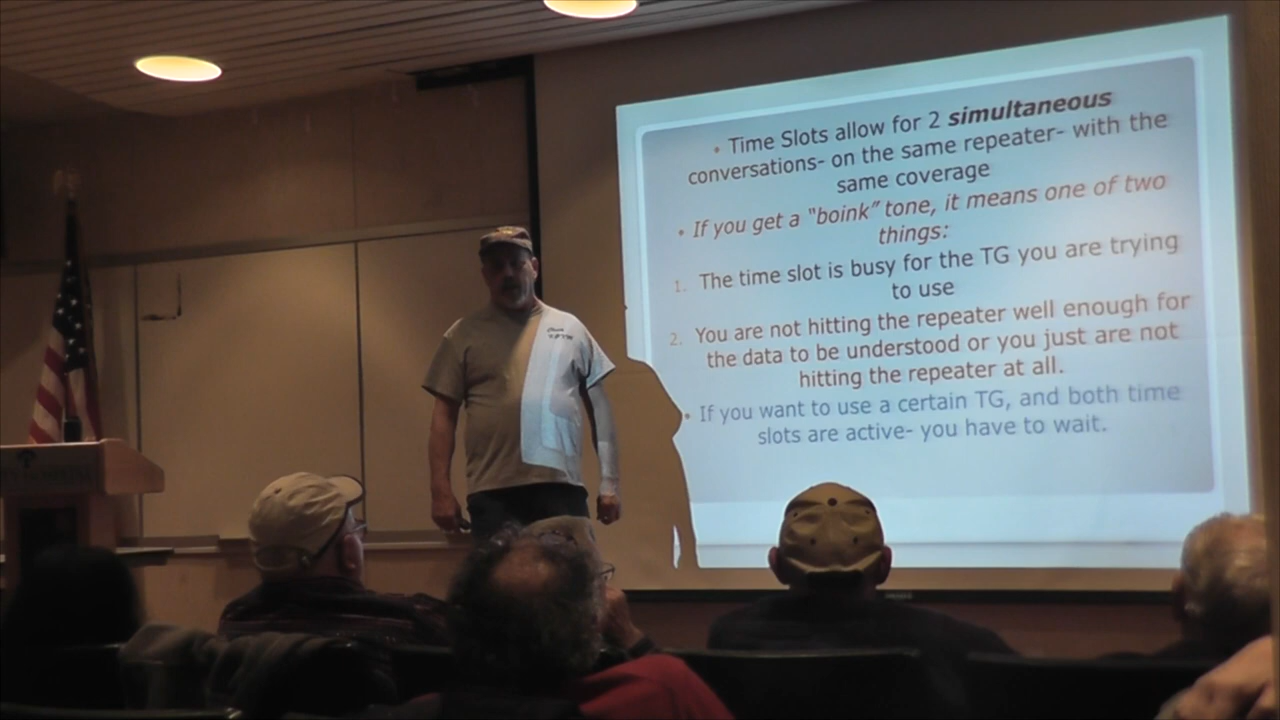 • Time Slots allow for 2 simultaneous
conversations- on the same repeater- with the
same coverage
• If you get a “boink” tone, it means one of two
things:
1. The time slot is busy for the TG you are trying
to use
2. You are not hitting the repeater well enough for
the data to be understood or you just are not
hitting the repeater at all.
• If you want to use a certain TG, and both time
slots are active- you have to wait.